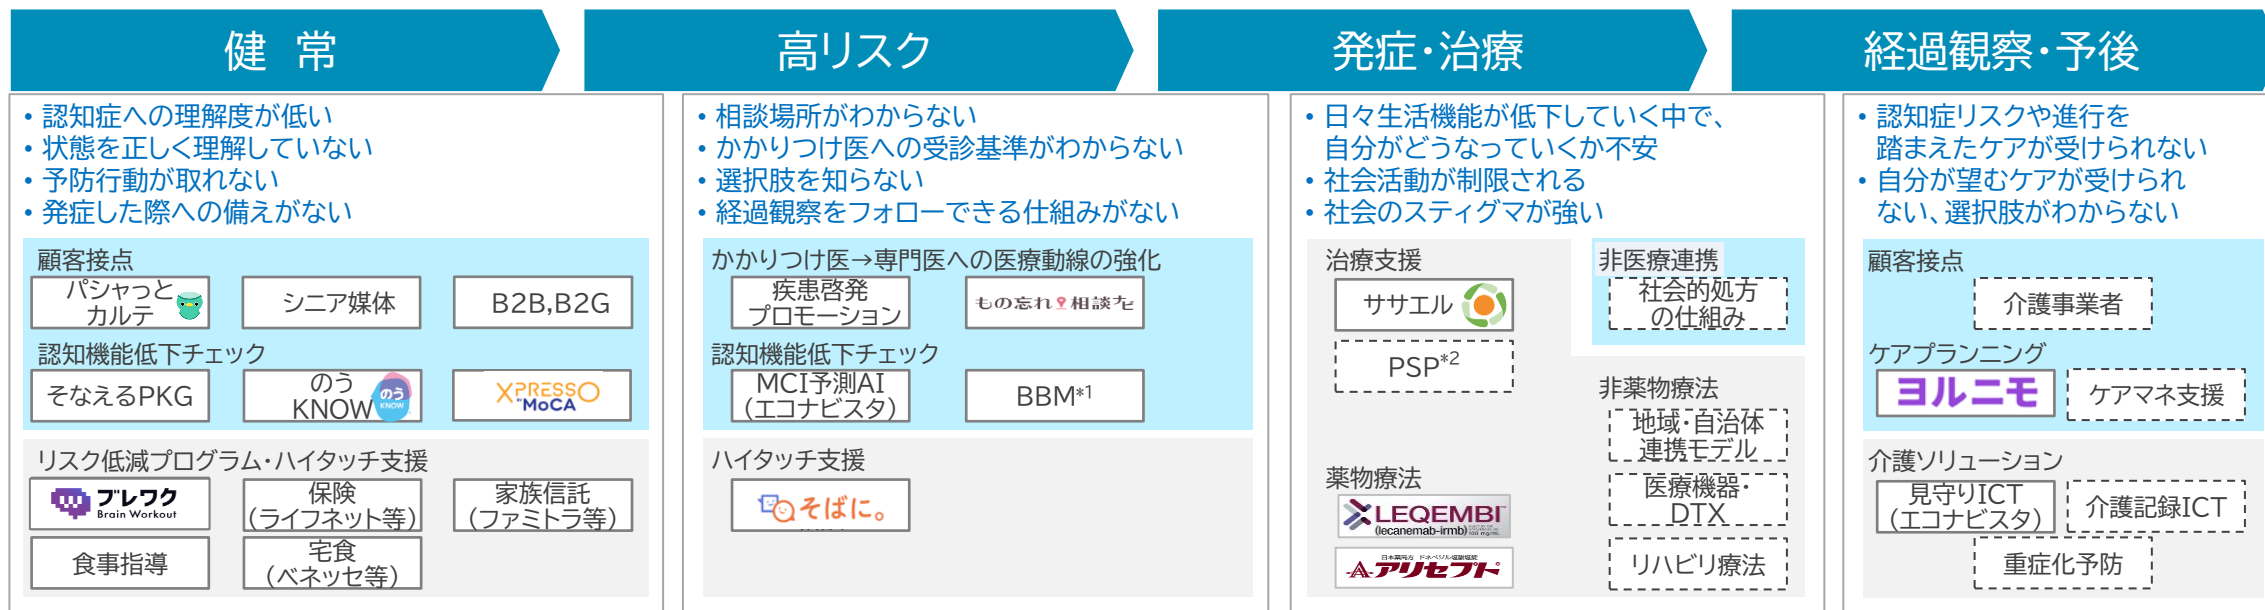 健 常
高リスク
発症・治療
経過観察・予後
• 認知症への理解度が低い
• 状態を正しく理解していない
• 予防行動が取れない
• 発症した際への備えがない
顧客接点
パシャっと
カルテ
シニア媒体
B2B,B2G
認知機能低下チェック
そなえるPKG
のう
KNOW
のう
KNOW
XPRESSO
MoCA
リスク低減プログラム・ハイタッチ支援
ブレワク
Brain Workout
保険
（ライフネット等）
家族信託
（ファミトラ等）
食事指導
宅食
（ベネッセ等）
• 相談場所がわからない
• かかりつけ医への受診基準がわからない
• 選択肢を知らない
• 経過観察をフォローできる仕組みがない
かかりつけ医→専門医への医療動線の強化
疾患啓発
プロモーション
もの忘れ相談ナビ
認知機能低下チェック
MCI予測AI
（エコナビスタ）
BBM*1
ハイタッチ支援
そばに。
• 日々生活機能が低下していく中で、
自分がどうなっていくか不安
• 社会活動が制限される
• 社会のスティグマが強い
治療支援
ササエル
PSP*2
非医療連携
社会的処方
の仕組み
非薬物療法
地域・自治体
連携モデル
医療機器・
DTX
リハビリ療法
薬物療法
LEQEMBI
(lecanemab-irmb)
アリセプト
• 認知症リスクや進行を
踏まえたケアが受けられない
• 自分が望むケアが受けられ
ない、選択肢がわからない
顧客接点
介護事業者
ケアプランニング
ヨルニモ
ケアマネ支援
介護ソリューション
見守りICT
（エコナビスタ）
介護記録ICT
重症化予防